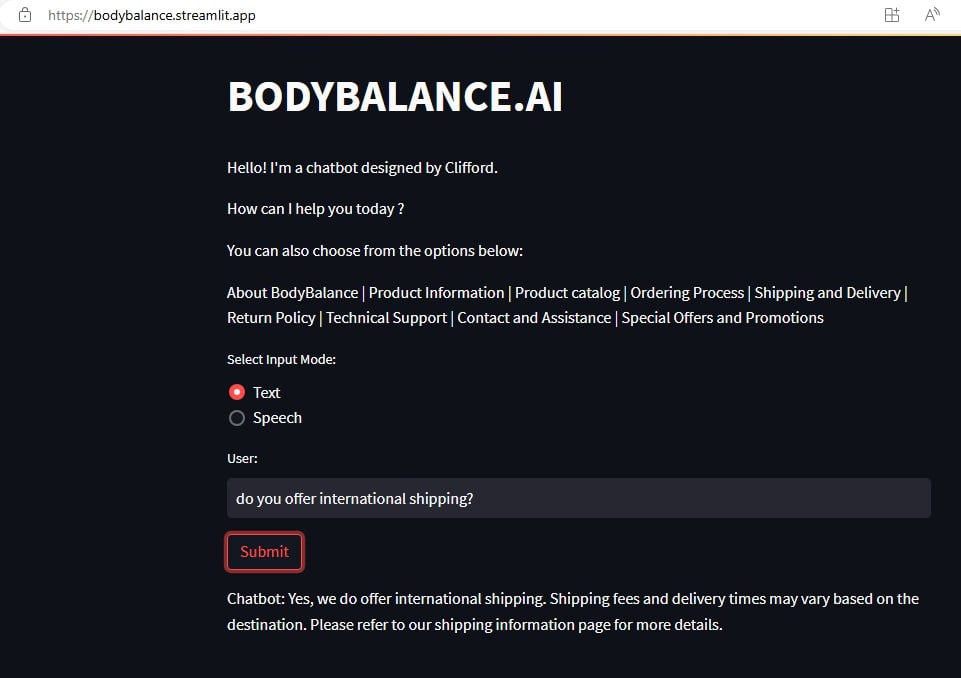 https://bodybalance.streamlit.app
BODYBALANCE.AI
Hello! I'm a chatbot designed by Clifford.
How can I help you today ?
You can also choose from the options below:
About BodyBalance | Product Information | Product catalog | Ordering Process | Shipping and Delivery |
Return Policy | Technical Support | Contact and Assistance | Special Offers and Promotions
Select Input Mode:
Text
Speech
User:
do you offer international shipping?
Submit
Chatbot: Yes, we do offer international shipping. Shipping fees and delivery times may vary based on the
destination. Please refer to our shipping information page for more details.